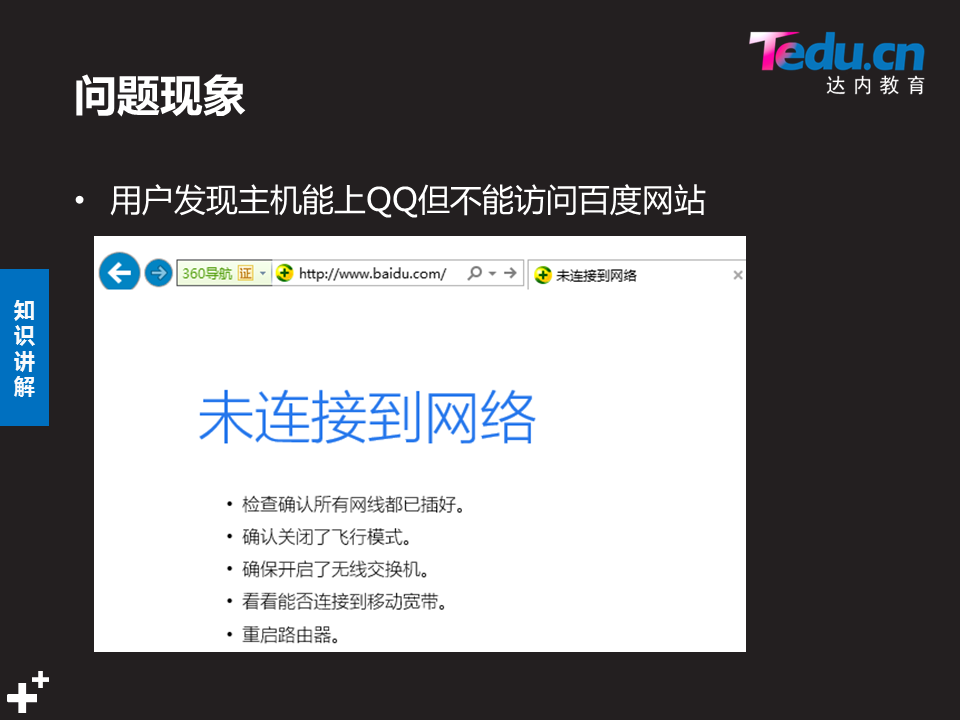 Tedu.cn
达内教育
问题现象
• 用户发现主机能上QQ但不能访问百度网站
360导航 证 http://www.baidu.com/ 未连接到网络
知识讲解
未连接到网络
• 检查确认所有网线都已插好。
• 确认关闭了飞行模式。
• 确保开启了无线交换机。
• 看看能否连接到移动宽带。
• 重启路由器。